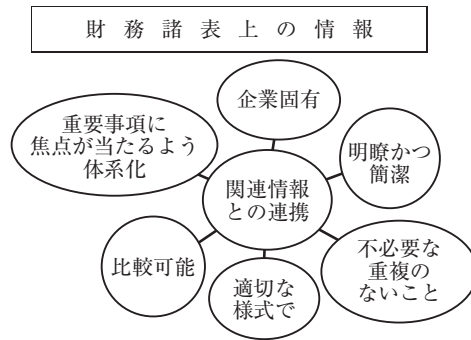 財務諸表上の情報
企業固有
重要事項に
焦点が当たるよう
体系化
明瞭かつ
簡潔
関連情報
との連携
比較可能
適切な
様式で
不必要な
重複の
ないこと